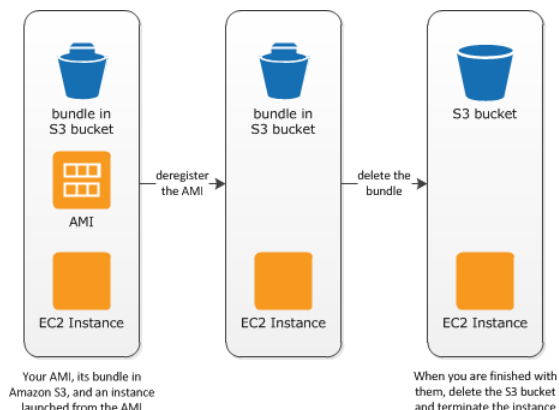 bundle in
S3 bucket
AMI
EC2 Instance
deregister
the AMI
bundle in
S3 bucket
EC2 Instance
delete the
bundle
S3 bucket
EC2 Instance
Your AMI, its bundle in
Amazon S3, and an instance
launched from the AMI
When you are finished with
them, delete the S3 bucket
and terminate the instance